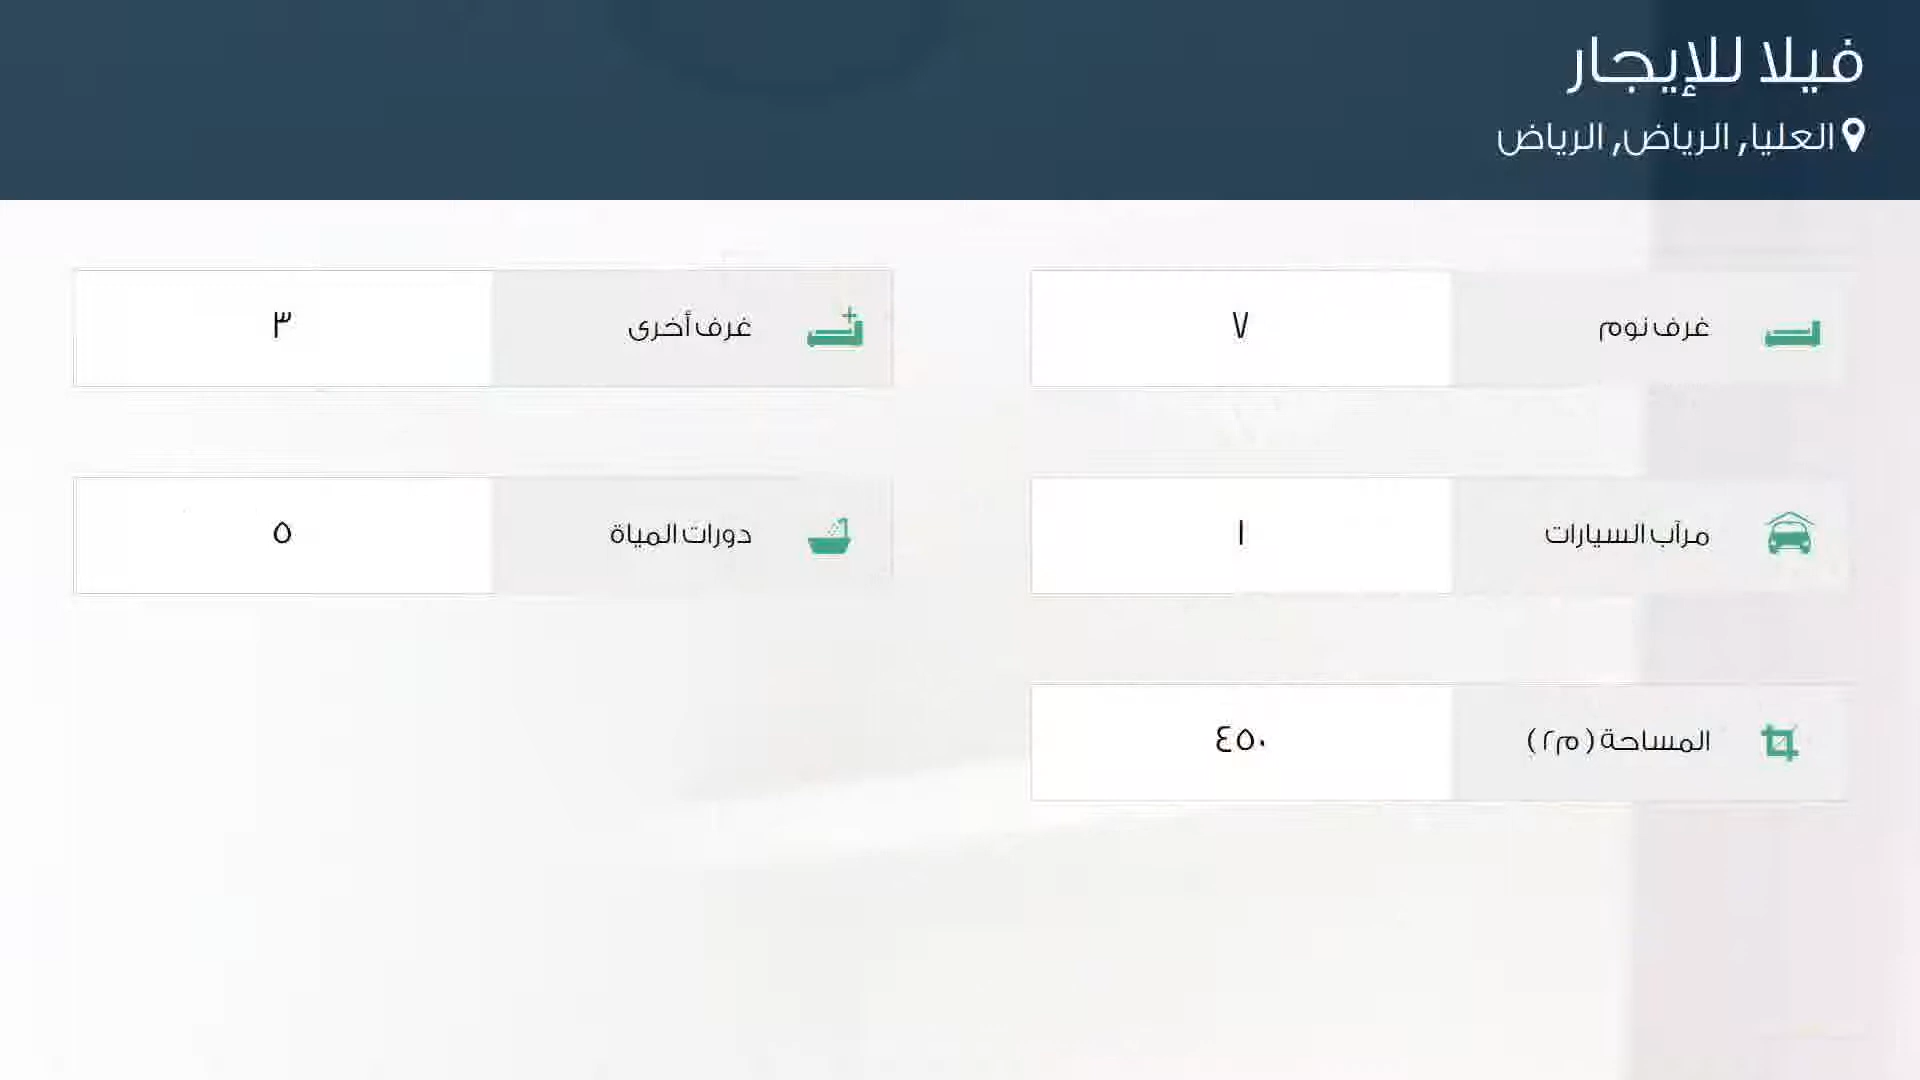 فيلا للإيجار
العليا, الرياض, الرياض
غرف نوم
٧
غرف أخرى
٣
مرآب السيارات
١
دورات المياة
٥
المساحة (م٢)
٤٥٠